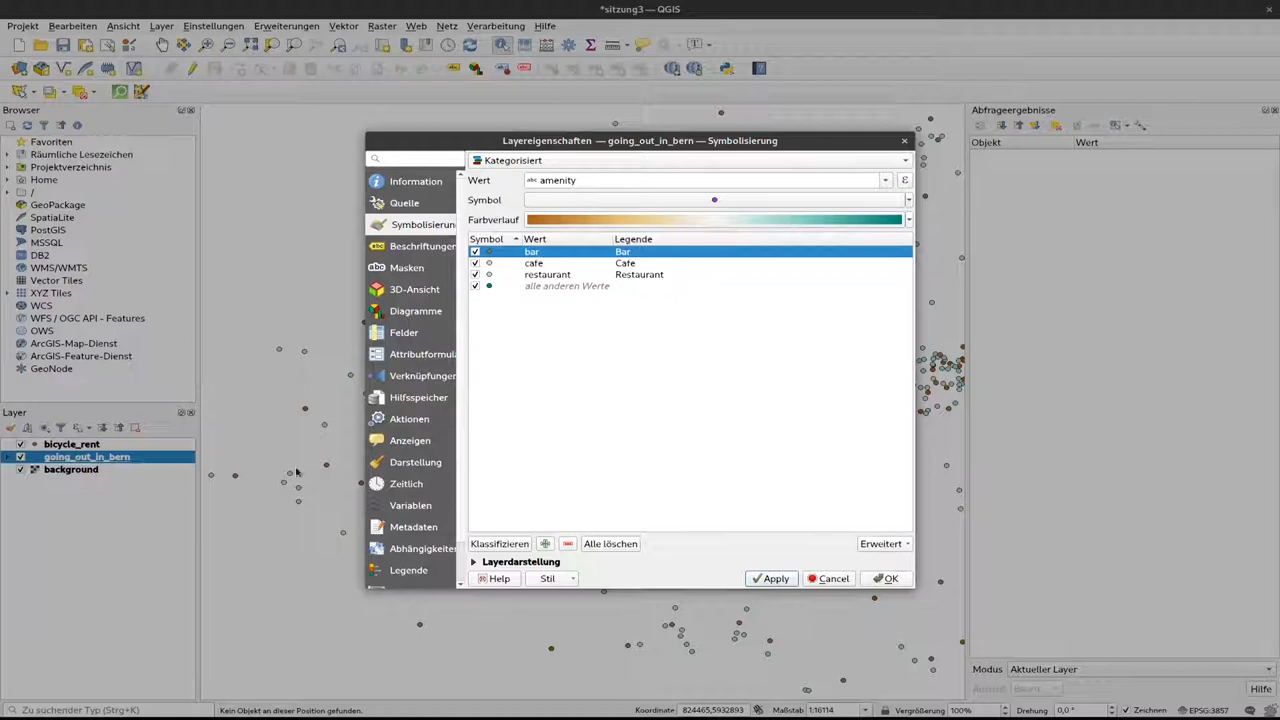 *sitzung3 — QGIS
Projekt Bearbeiten Ansicht Layer Einstellungen Erweiterungen Vektor Raster Web Netz Verarbeitung Hilfe
Browser
Favoriten
Räumliche Lesezeichen
Projektverzeichnis
Home
/
GeoPackage
SpatiaLite
PostGIS
MSSQL
DB2
WMS/WMTS
Vector Tiles
XYZ Tiles
WCS
WFS / OGC API - Features
OWS
ArcGIS-Map-Dienst
ArcGIS-Feature-Dienst
GeoNode
Layer
bicycle_rent
going_out_in_bern
background
Layereigenschaften — going_out_in_bern — Symbolisierung
Information
Quelle
Symbolisierun
Beschriftunger
Masken
3D-Ansicht
Diagramme
Felder
Attributformula
Verknüpfunger
Hilfsspeicher
Aktionen
Anzeigen
Darstellung
Zeitlich
Variablen
Metadaten
Abhängigkeiter
Legende
Kategorisiert
Wert abc amenity ε
Symbol
Farbverlauf
Symbol Wert Legende
bar Bar
cafe Cafe
restaurant Restaurant
alle anderen Werte
Klassifizieren Alle löschen Erweitert
Layerdarstellung
Help Stil Apply Cancel OK
Abfrageergebnisse
Objekt Wert
Modus Aktueller Layer
Hilfe
Zu suchender Typ (Strg+K) Kein Objekt an dieser Position gefunden. Koordinate 824465,5932893 Maßstab 1:16114 Vergrößerung 100% Drehung 0,0 ° Zeichnen EPSG:3857